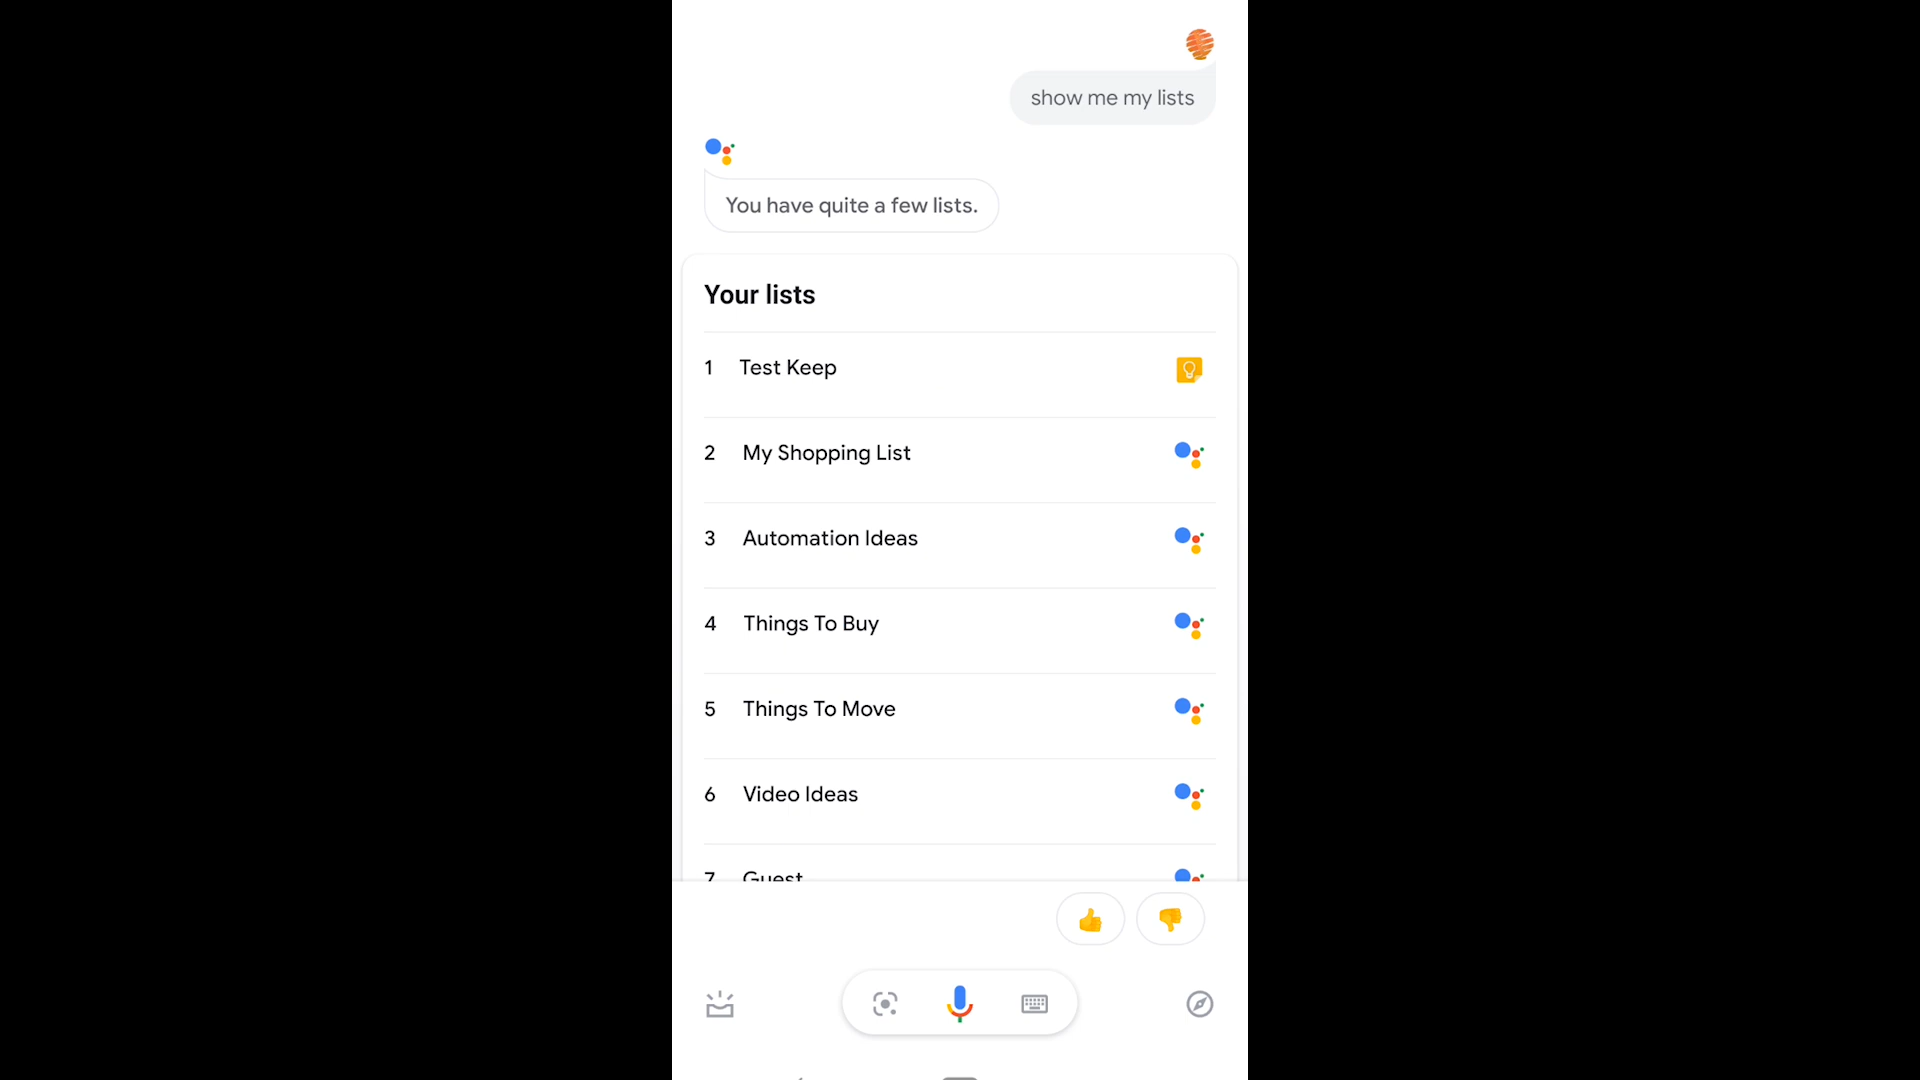 show me my lists
You have quite a few lists.
Your lists
1 Test Keep
2 My Shopping List
3 Automation Ideas
4 Things To Buy
5 Things To Move
6 Video Ideas
7 Guest